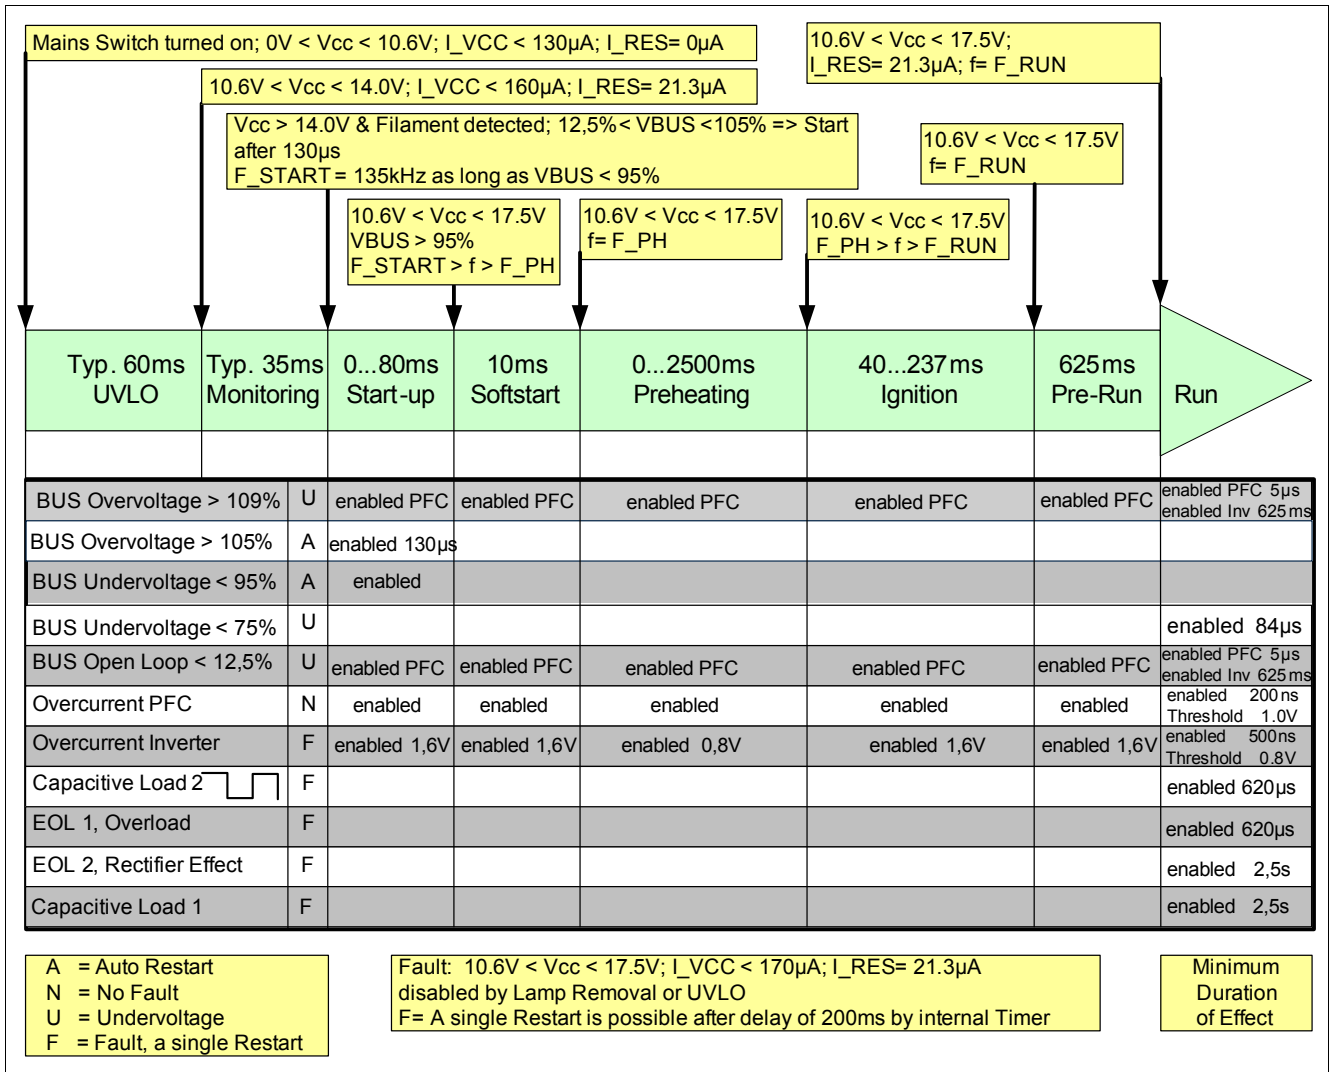 Mains Switch turned on; 0V < Vcc < 10.6V; I_VCC < 130µA; I_RES= 0µA
10.6V < Vcc < 17.5V;
I_RES= 21.3µA; f= F_RUN
10.6V < Vcc < 14.0V; I_VCC < 160µA; I_RES= 21.3µA
Vcc > 14.0V & Filament detected; 12,5%< VBUS <105% => Start
after 130µs
F_START = 135kHz as long as VBUS < 95%
10.6V < Vcc < 17.5V
f= F_RUN
10.6V < Vcc < 17.5V
VBUS > 95%
F_START > f > F_PH
10.6V < Vcc < 17.5V
f= F_PH
10.6V < Vcc < 17.5V
F_PH > f > F_RUN
Typ. 60ms
UVLO
Typ. 35ms
Monitoring
0...80ms
Start-up
10ms
Softstart
0...2500ms
Preheating
40...237ms
Ignition
625ms
Pre-Run
Run
BUS Overvoltage > 109% U enabled PFC enabled PFC enabled PFC enabled PFC enabled PFC enabled PFC 5µs
enabled Inv 625ms
BUS Overvoltage > 105% A enabled 130µs
BUS Undervoltage < 95% A enabled
BUS Undervoltage < 75% U enabled 84µs
BUS Open Loop < 12,5% U enabled PFC enabled PFC enabled PFC enabled PFC enabled PFC enabled PFC 5µs
enabled Inv 625ms
Overcurrent PFC N enabled enabled enabled enabled enabled enabled 200ns
Threshold 1.0V
Overcurrent Inverter F enabled 1,6V enabled 1,6V enabled 0,8V enabled 1,6V enabled 1,6V enabled 500ns
Threshold 0.8V
Capacitive Load 2 F enabled 620µs
EOL 1, Overload F enabled 620µs
EOL 2, Rectifier Effect F enabled 2,5s
Capacitive Load 1 F enabled 2,5s
A = Auto Restart
N = No Fault
U = Undervoltage
F = Fault, a single Restart
Fault: 10.6V < Vcc < 17.5V; I_VCC < 170µA; I_RES= 21.3µA
disabled by Lamp Removal or UVLO
F= A single Restart is possible after delay of 200ms by internal Timer
Minimum
Duration
of Effect